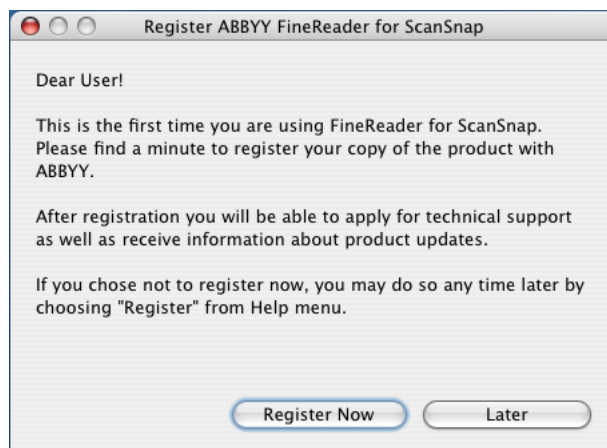 Register ABBYY FineReader for ScanSnap
Dear User!
This is the first time you are using FineReader for ScanSnap.
Please find a minute to register your copy of the product with
ABBYY.
After registration you will be able to apply for technical support
as well as receive information about product updates.
If you chose not to register now, you may do so any time later by
choosing "Register" from Help menu.
Register Now
Later